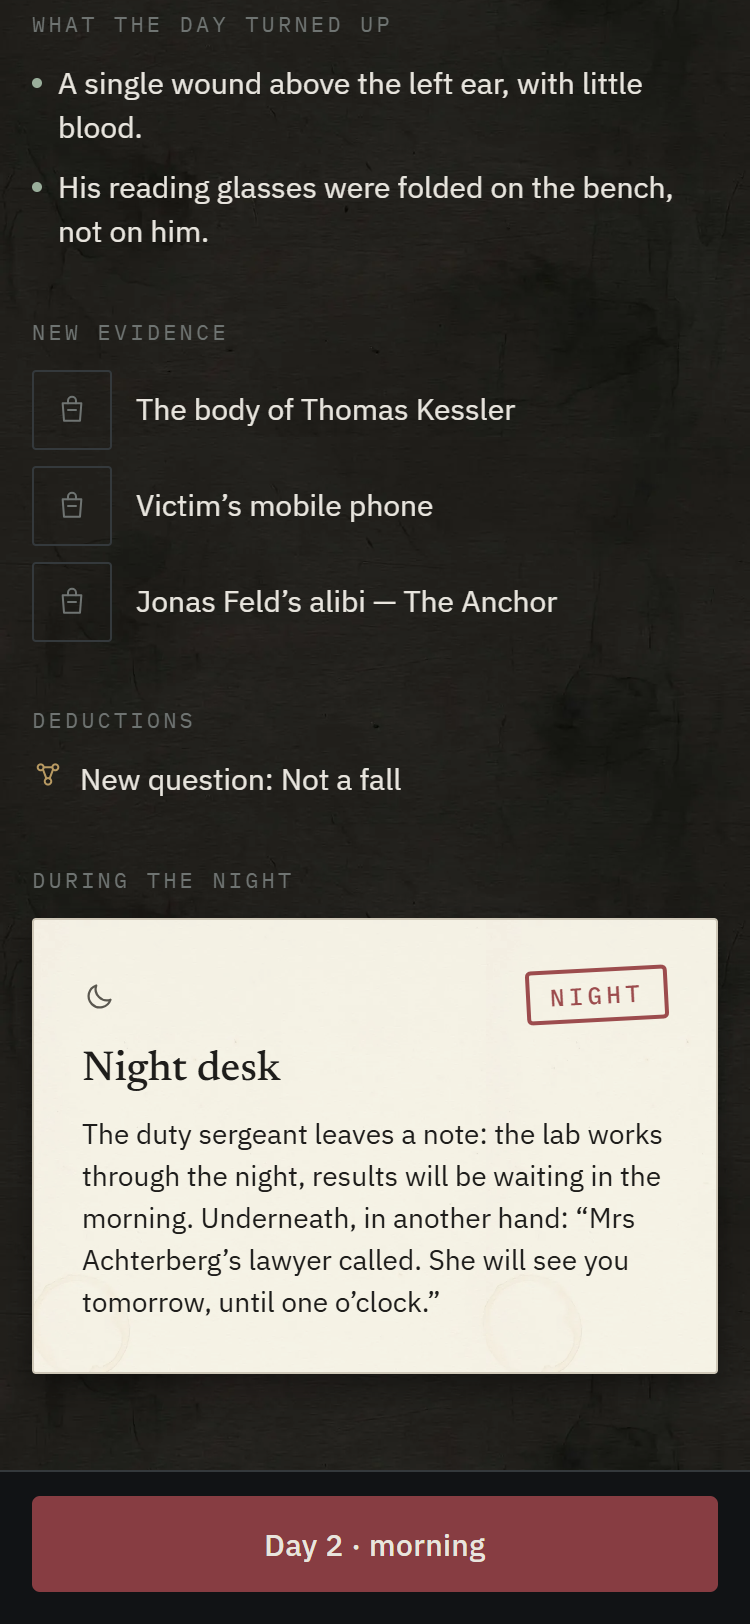 WHAT THE DAY TURNED UP
A single wound above the left ear, with little
blood.
His reading glasses were folded on the bench,
not on him.
NEW EVIDENCE
The body of Thomas Kessler
Victim’s mobile phone
Jonas Feld’s alibi — The Anchor
DEDUCTIONS
New question: Not a fall
DURING THE NIGHT
NIGHT
Night desk
The duty sergeant leaves a note: the lab works
through the night, results will be waiting in the
morning. Underneath, in another hand: “Mrs
Achterberg’s lawyer called. She will see you
tomorrow, until one o’clock.”
Day 2 · morning